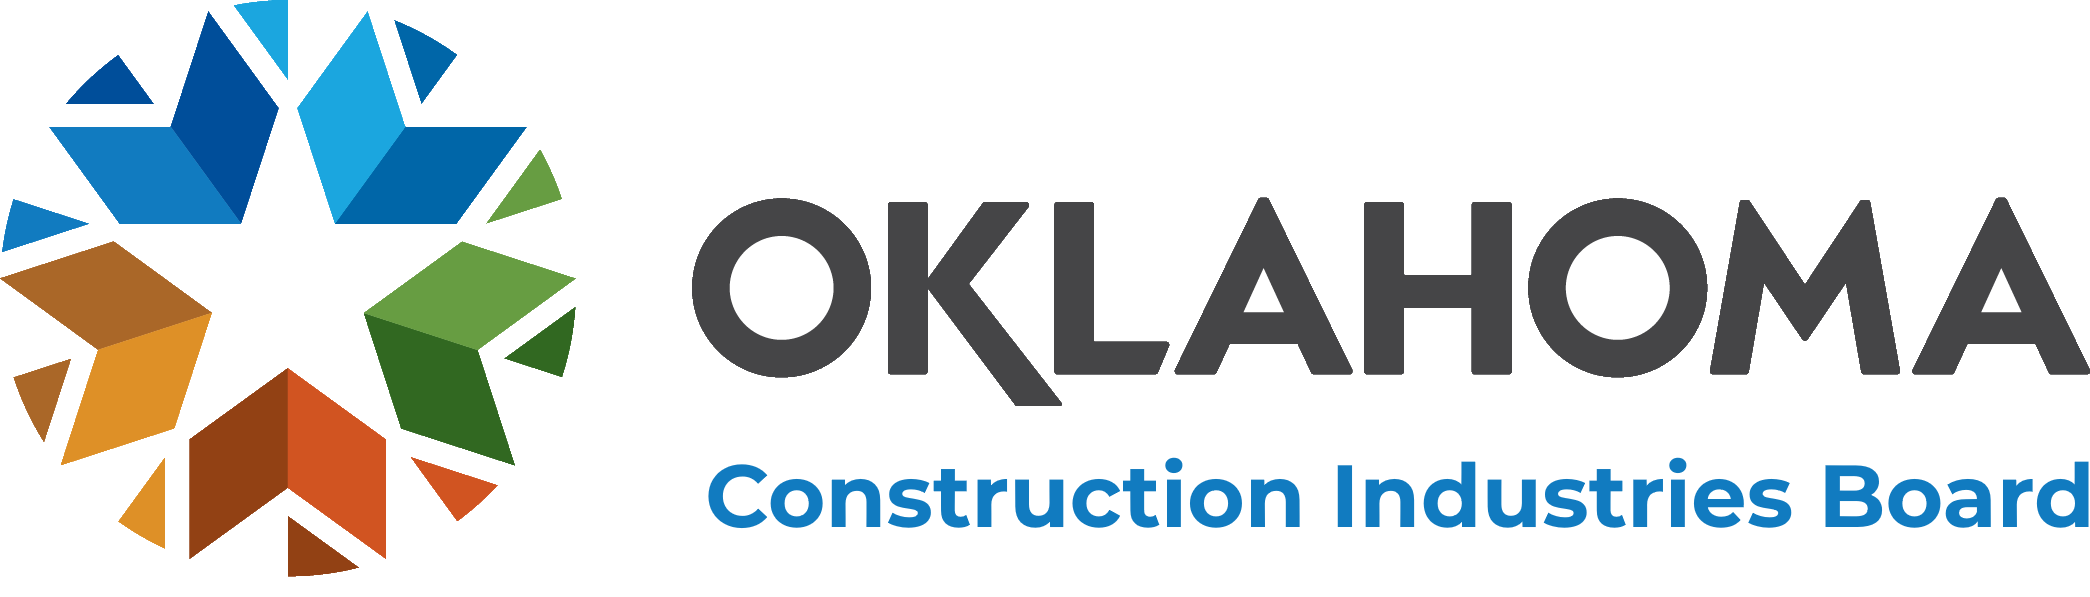 OKLAHOMA
Construction Industries Board